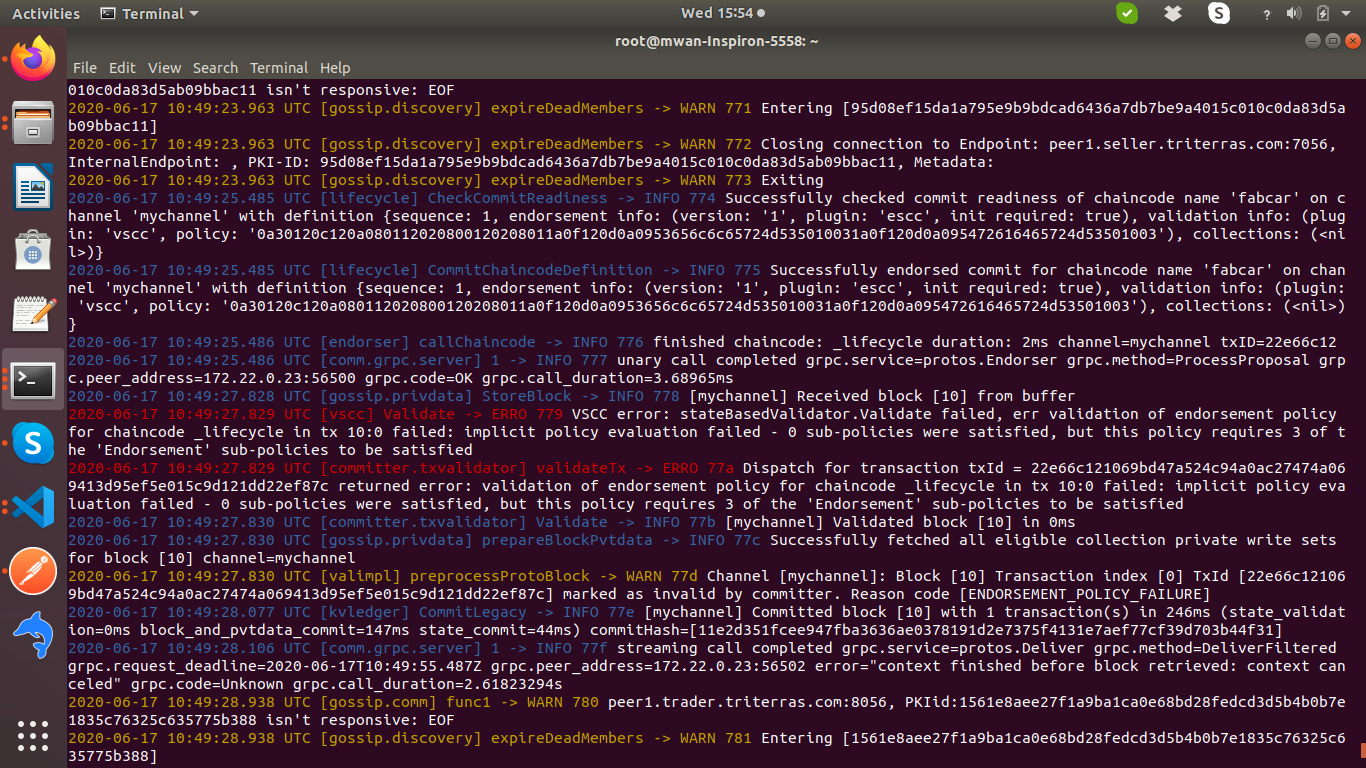 Activities
Terminal
Wed 15:54
root@mwan-Inspiron-5558: ~
File Edit View Search Terminal Help
010c0da83d5ab09bbac11 isn't responsive: EOF
2020-06-17 10:49:23.963 UTC [gossip.discovery] expireDeadMembers -> WARN 771 Entering [95d08ef15da1a795e9b9bdcad6436a7db7be9a4015c010c0da83d5a
b09bbac11]
2020-06-17 10:49:23.963 UTC [gossip.discovery] expireDeadMembers -> WARN 772 Closing connection to Endpoint: peer1.seller.triterras.com:7056,
InternalEndpoint: , PKI-ID: 95d08ef15da1a795e9b9bdcad6436a7db7be9a4015c010c0da83d5ab09bbac11, Metadata:
2020-06-17 10:49:23.963 UTC [gossip.discovery] expireDeadMembers -> WARN 773 Exiting
2020-06-17 10:49:25.485 UTC [lifecycle] CheckCommitReadiness -> INFO 774 Successfully checked commit readiness of chaincode name 'fabcar' on c
hannel 'mychannel' with definition {sequence: 1, endorsement info: (version: '1', plugin: 'escc', init required: true), validation info: (plug
in: 'vscc', policy: '0a30120c120a080112020800120208011a0f120d0a0953656c6c65724d535010031a0f120d0a095472616465724d53501003'), collections: (<ni
l>)}
2020-06-17 10:49:25.485 UTC [lifecycle] CommitChaincodeDefinition -> INFO 775 Successfully endorsed commit for chaincode name 'fabcar' on chan
nel 'mychannel' with definition {sequence: 1, endorsement info: (version: '1', plugin: 'escc', init required: true), validation info: (plugin:
'vscc', policy: '0a30120c120a080112020800120208011a0f120d0a0953656c6c65724d535010031a0f120d0a095472616465724d53501003'), collections: (<nil>)
}
2020-06-17 10:49:25.486 UTC [endorser] callChaincode -> INFO 776 finished chaincode: _lifecycle duration: 2ms channel=mychannel txID=22e66c12
2020-06-17 10:49:25.486 UTC [comm.grpc.server] 1 -> INFO 777 unary call completed grpc.service=protos.Endorser grpc.method=ProcessProposal grp
c.peer_address=172.22.0.23:56500 grpc.code=OK grpc.call_duration=3.68965ms
2020-06-17 10:49:27.828 UTC [gossip.privdata] StoreBlock -> INFO 778 [mychannel] Received block [10] from buffer
2020-06-17 10:49:27.829 UTC [vscc] Validate -> ERRO 779 VSCC error: stateBasedValidator.Validate failed, err validation of endorsement policy
for chaincode _lifecycle in tx 10:0 failed: implicit policy evaluation failed - 0 sub-policies were satisfied, but this policy requires 3 of t
he 'Endorsement' sub-policies to be satisfied
2020-06-17 10:49:27.829 UTC [committer.txvalidator] validateTx -> ERRO 77a Dispatch for transaction txId = 22e66c121069bd47a524c94a0ac27474a06
9413d95ef5e015c9d121dd22ef87c returned error: validation of endorsement policy for chaincode _lifecycle in tx 10:0 failed: implicit policy eva
luation failed - 0 sub-policies were satisfied, but this policy requires 3 of the 'Endorsement' sub-policies to be satisfied
2020-06-17 10:49:27.830 UTC [committer.txvalidator] Validate -> INFO 77b [mychannel] Validated block [10] in 0ms
2020-06-17 10:49:27.830 UTC [gossip.privdata] prepareBlockPvtdata -> INFO 77c Successfully fetched all eligible collection private write sets
for block [10] channel=mychannel
2020-06-17 10:49:27.830 UTC [valimpl] preprocessProtoBlock -> WARN 77d Channel [mychannel]: Block [10] Transaction index [0] TxId [22e66c12106
9bd47a524c94a0ac27474a069413d95ef5e015c9d121dd22ef87c] marked as invalid by committer. Reason code [ENDORSEMENT_POLICY_FAILURE]
2020-06-17 10:49:28.077 UTC [kvledger] CommitLegacy -> INFO 77e [mychannel] Committed block [10] with 1 transaction(s) in 246ms (state_validat
ion=0ms block_and_pvtdata_commit=147ms state_commit=44ms) commitHash=[11e2d351fcee947fba3636ae0378191d2e7375f4131e7aef77cf39d703b44f31]
2020-06-17 10:49:28.106 UTC [comm.grpc.server] 1 -> INFO 77f streaming call completed grpc.service=protos.Deliver grpc.method=DeliverFiltered
grpc.request_deadline=2020-06-17T10:49:55.487Z grpc.peer_address=172.22.0.23:56502 error="context finished before block retrieved: context can
celed" grpc.code=Unknown grpc.call_duration=2.61823294s
2020-06-17 10:49:28.938 UTC [gossip.comm] func1 -> WARN 780 peer1.trader.triterras.com:8056, PKIid:1561e8aee27f1a9ba1ca0e68bd28fedcd3d5b4b0b7e
1835c76325c635775b388 isn't responsive: EOF
2020-06-17 10:49:28.938 UTC [gossip.discovery] expireDeadMembers -> WARN 781 Entering [1561e8aee27f1a9ba1ca0e68bd28fedcd3d5b4b0b7e1835c76325c6
35775b388]